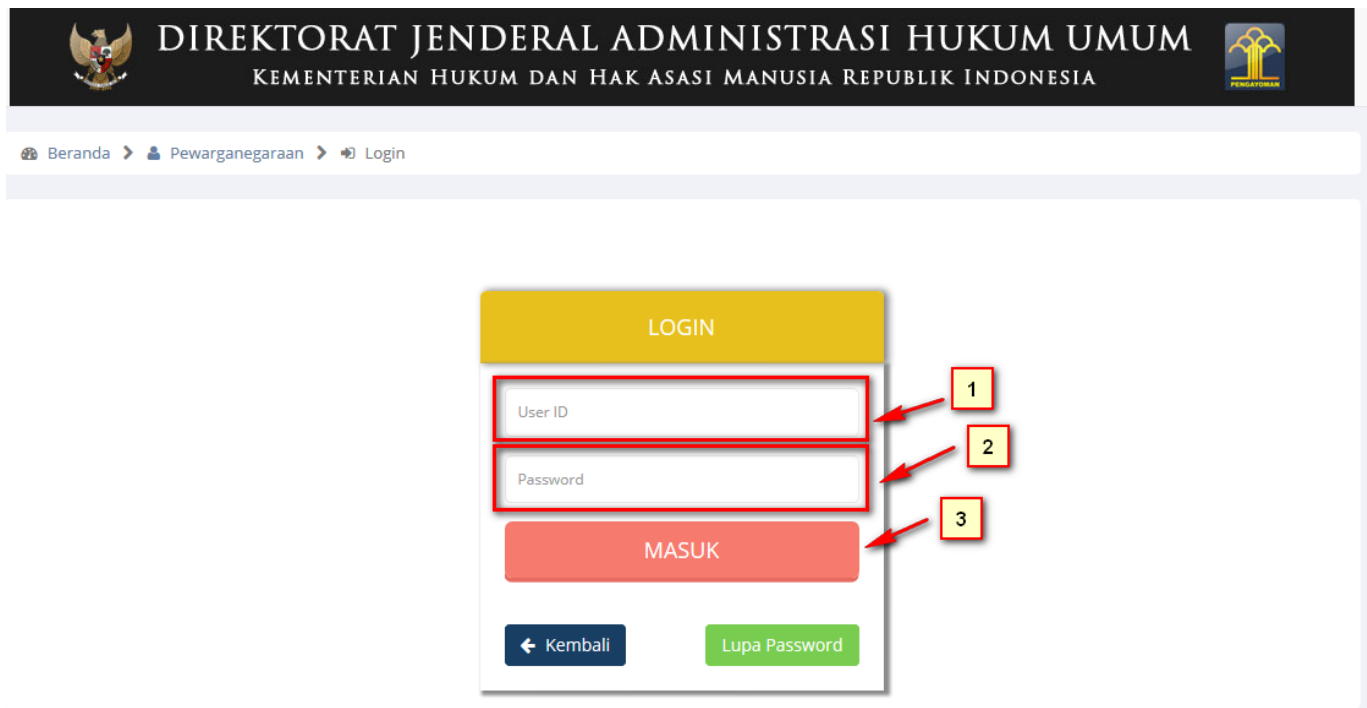 DIREKTORAT JENDERAL ADMINISTRASI HUKUM UMUM
KEMENTERIAN HUKUM DAN HAK ASASI MANUSIA REPUBLIK INDONESIA
PENGAYOMAN
Beranda > Pewarganegaraan > Login
LOGIN
User ID
1
Password
2
MASUK
3
Kembali
Lupa Password